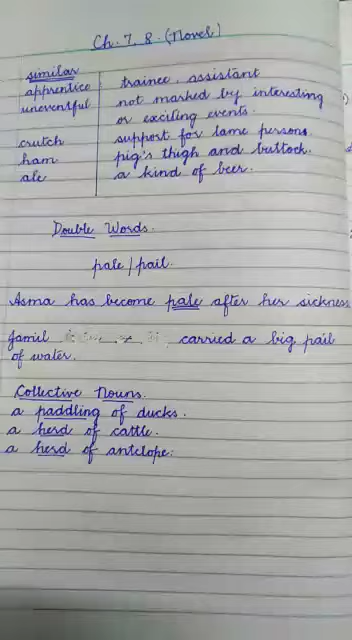 Ch. 7, 8. (Novel)
similar
apprentice trainee, assistant
uneventful not marked by interesting
or exciting events.
crutch support for lame persons.
ham pig's thigh and buttock.
ale a kind of beer.
Double Words.
pale/pail.
Asma has become pale after her sickness
Jamil carried a big pail
of water.
Collective Nouns.
a paddling of ducks.
a herd of cattle.
a herd of antelope.